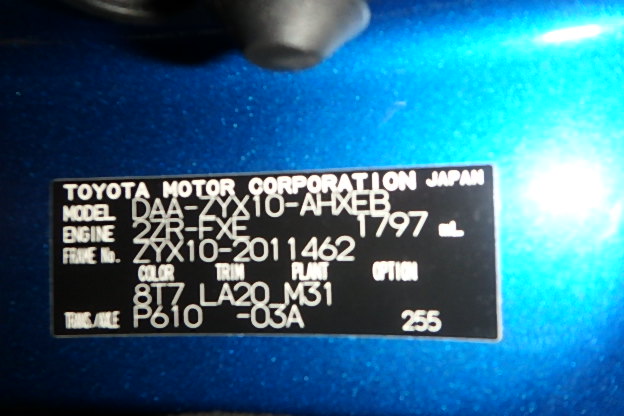 TOYOTA MOTOR CORPORATION JAPAN
MODEL DAA-ZYX10-AHXEB
ENGINE 2ZR-FXE 1797 mL
FRAME No. ZYX10-2011462
COLOR TRIM PLANT OPTION
8T7 LA20 M31
TRANS./AXLE P610 -03A 255